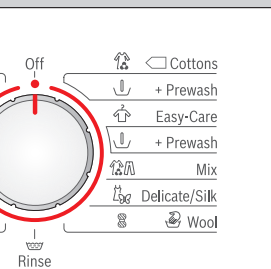 Off
Cottons
+ Prewash
Easy-Care
+ Prewash
Mix
Delicate/Silk
Wool
Rinse